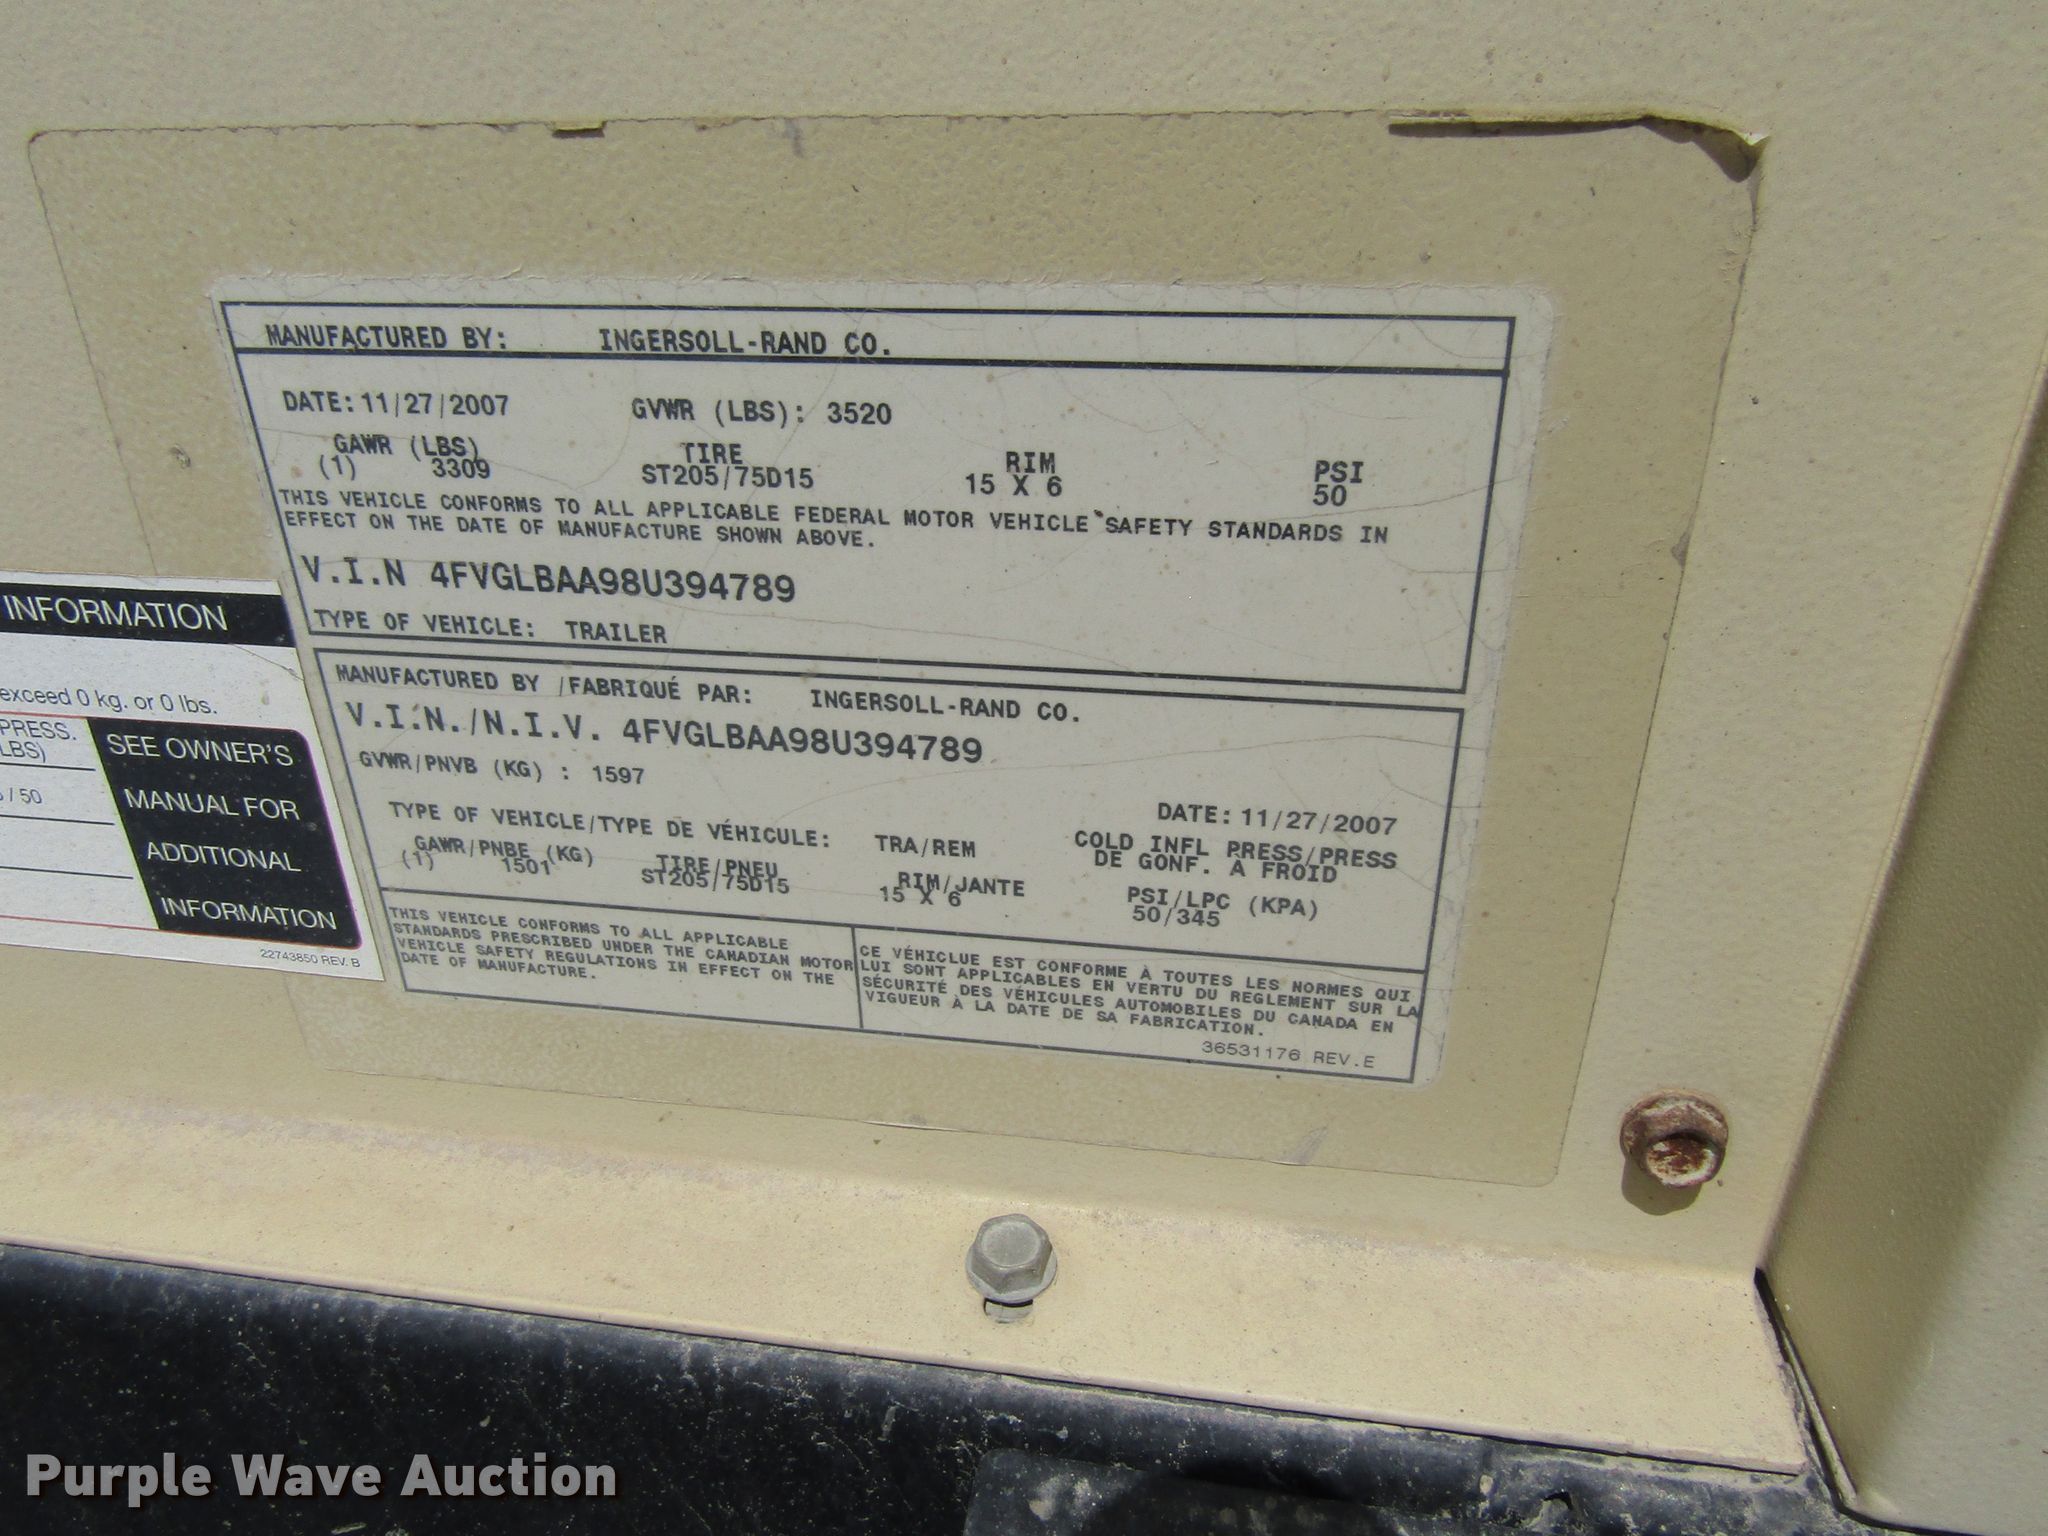 MANUFACTURED BY: INGERSOLL-RAND CO.
DATE: 11/27/2007 GVWR (LBS): 3520
GAWR (LBS) TIRE RIM PSI
(1) 3309 ST205/75D15 15 X 6 50
THIS VEHICLE CONFORMS TO ALL APPLICABLE FEDERAL MOTOR VEHICLE SAFETY STANDARDS IN
EFFECT ON THE DATE OF MANUFACTURE SHOWN ABOVE.
V.I.N 4FVGLBAA98U394789
TYPE OF VEHICLE: TRAILER
MANUFACTURED BY /FABRIQUÉ PAR: INGERSOLL-RAND CO.
V.I.N./N.I.V. 4FVGLBAA98U394789
GVWR/PNVB (KG) : 1597
DATE: 11/27/2007
TYPE OF VEHICLE/TYPE DE VÉHICULE: TRA/REM
COLD INFL PRESS/PRESS
DE GONF. À FROID
GAWR/PNBE (KG) TIRE/PNEU RIM/JANTE PSI/LPC (KPA)
(1) 1501 ST205/75D15 15 X 6 50/345
THIS VEHICLE CONFORMS TO ALL APPLICABLE
STANDARDS PRESCRIBED UNDER THE CANADIAN MOTOR
VEHICLE SAFETY REGULATIONS IN EFFECT ON THE
DATE OF MANUFACTURE.
CE VÉHICLUE EST CONFORME À TOUTES LES NORMES QUI
LUI SONT APPLICABLES EN VERTU DU REGLEMENT SUR LA
SÉCURITÉ DES VÉHICULES AUTOMOBILES DU CANADA EN
VIGUEUR À LA DATE DE SA FABRICATION.
36531176 REV.E
INFORMATION
exceed 0 kg. or 0 lbs.
PRESS.
LBS)
/ 50
SEE OWNER'S
MANUAL FOR
ADDITIONAL
INFORMATION
22743850 REV. B
Purple Wave Auction